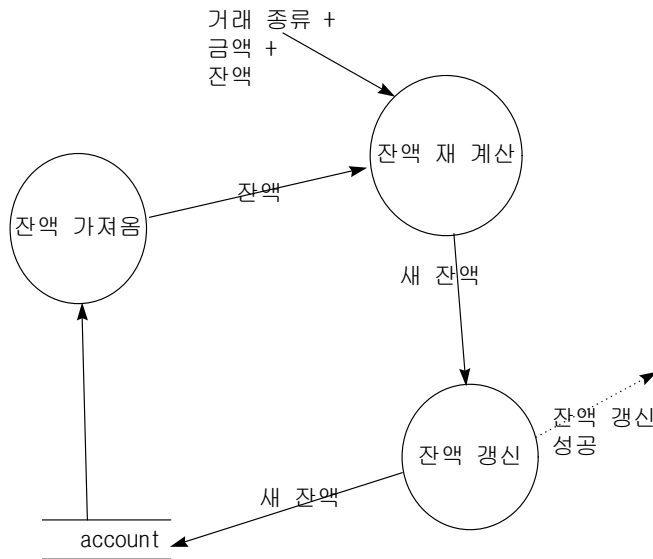 거래 종류 +
금액 +
잔액
잔액 재 계산
잔액
잔액 가져옴
새 잔액
잔액 갱신
성공
잔액 갱신
새 잔액
account